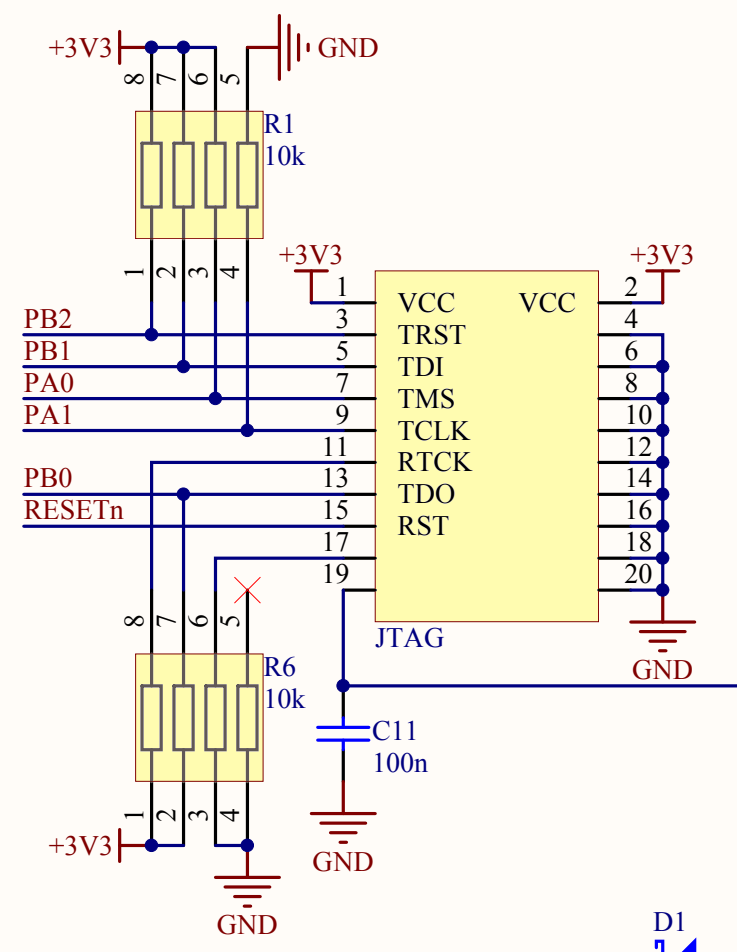 +3V3
GND
8 7 6 5
R1
10k
1 2 3 4
+3V3
+3V3
1 VCC VCC 2
PB2 3 TRST 4
PB1 5 TDI 6
PA0 7 TMS 8
PA1 9 TCLK 10
11 RTCK 12
PB0 13 TDO 14
RESETn 15 RST 16
17 18
19 20
8 7 6 5
JTAG
GND
R6
10k
C11
100n
1 2 3 4
+3V3
GND
GND
D1